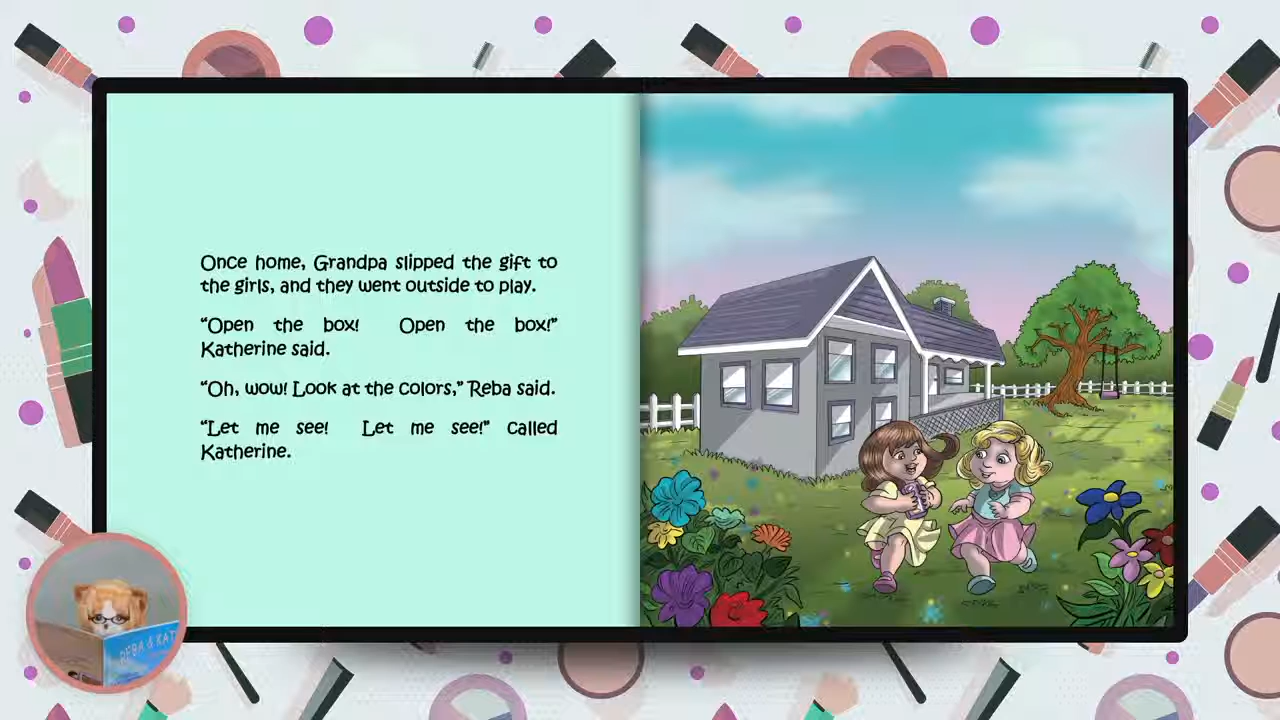 Once home, Grandpa slipped the gift to
the girls, and they went outside to play.
“Open the box! Open the box!”
Katherine said.
“Oh, wow! Look at the colors,” Reba said.
“Let me see! Let me see!” called
Katherine.
REBA & KAT